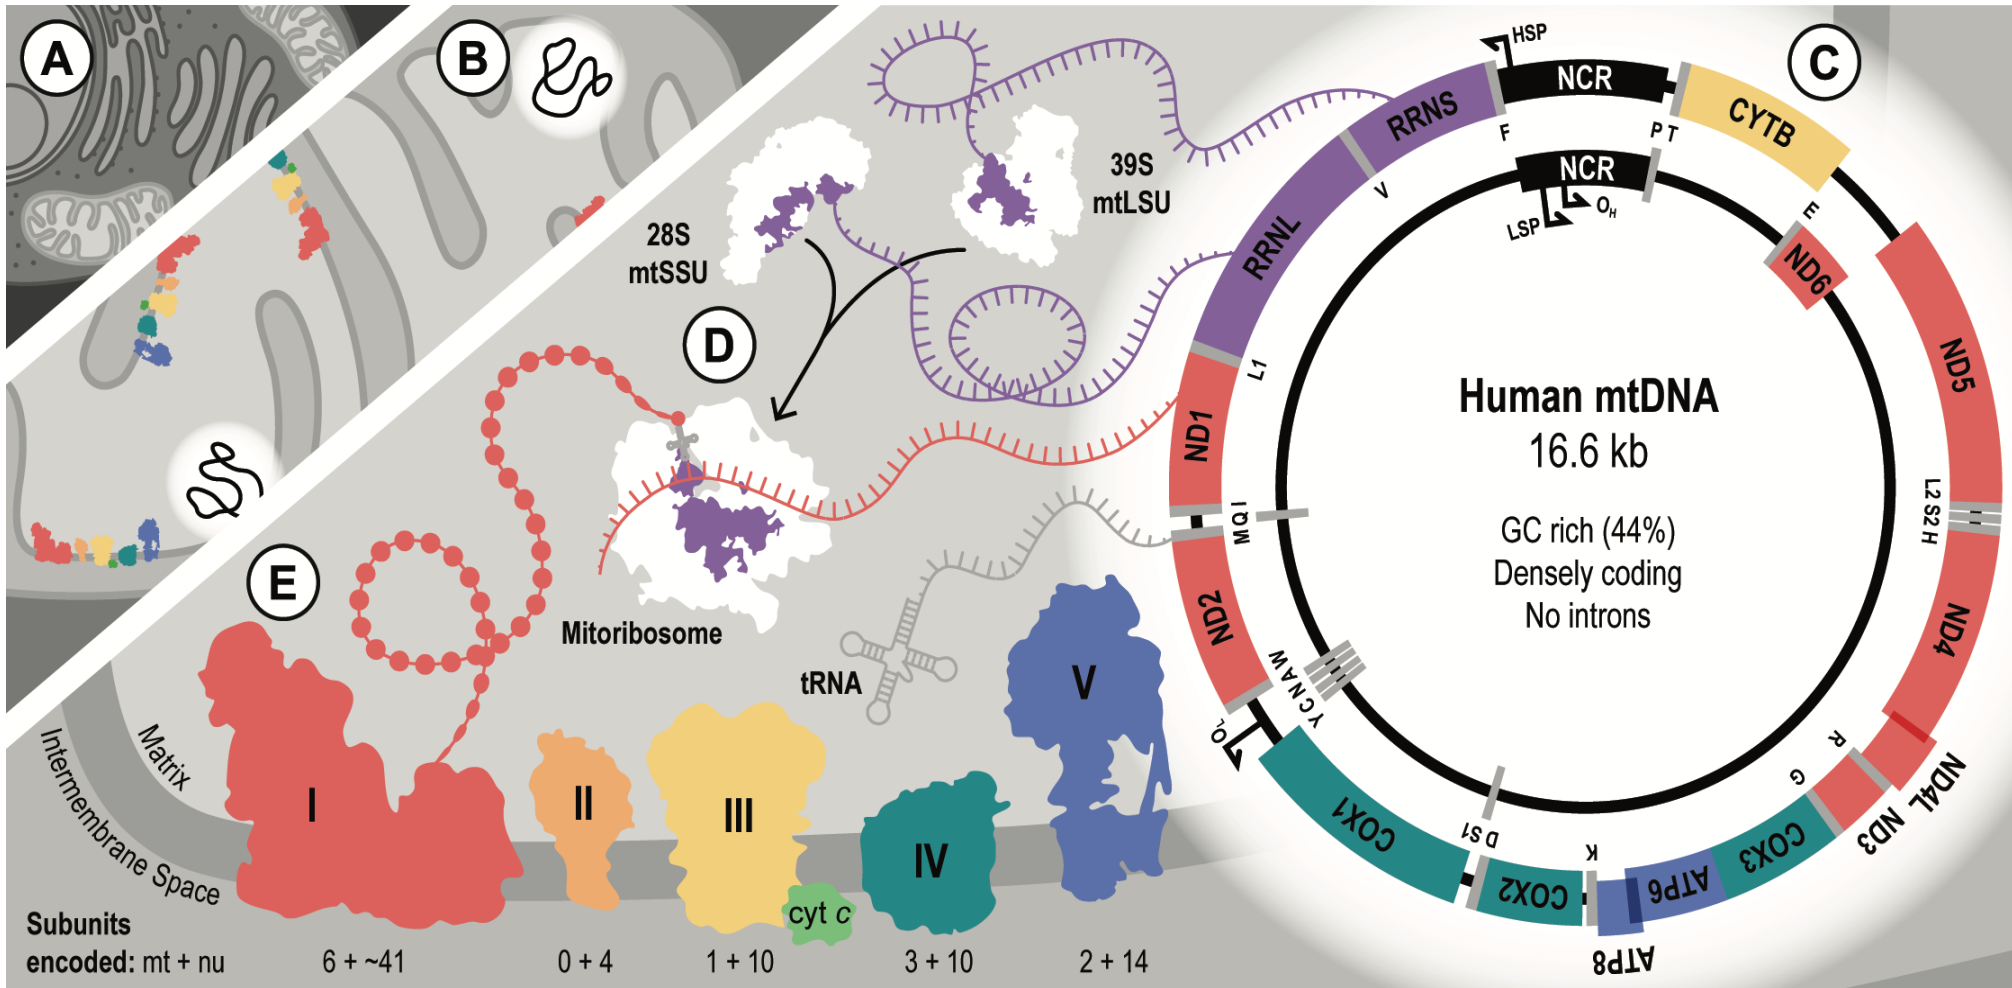 A
B
C
D
E
28S
mtSSU
39S
mtLSU
Mitoribosome
tRNA
Matrix
Intermembrane Space
I
II
III
IV
V
cyt c
Subunits
encoded: mt + nu
6 + ~41
0 + 4
1 + 10
3 + 10
2 + 14
Human mtDNA
16.6 kb
GC rich (44%)
Densely coding
No introns
HSP
NCR
P T
CYTB
E
ND6
ND5
L2 S2 H
ND4
ND4L
R
ND3
G
COX3
ATP6
ATP8
K
COX2
D S1
COX1
OL
Y C N A W
ND2
I Q M
ND1
L1
RRNL
V
RRNS
F
NCR
LSP
OH